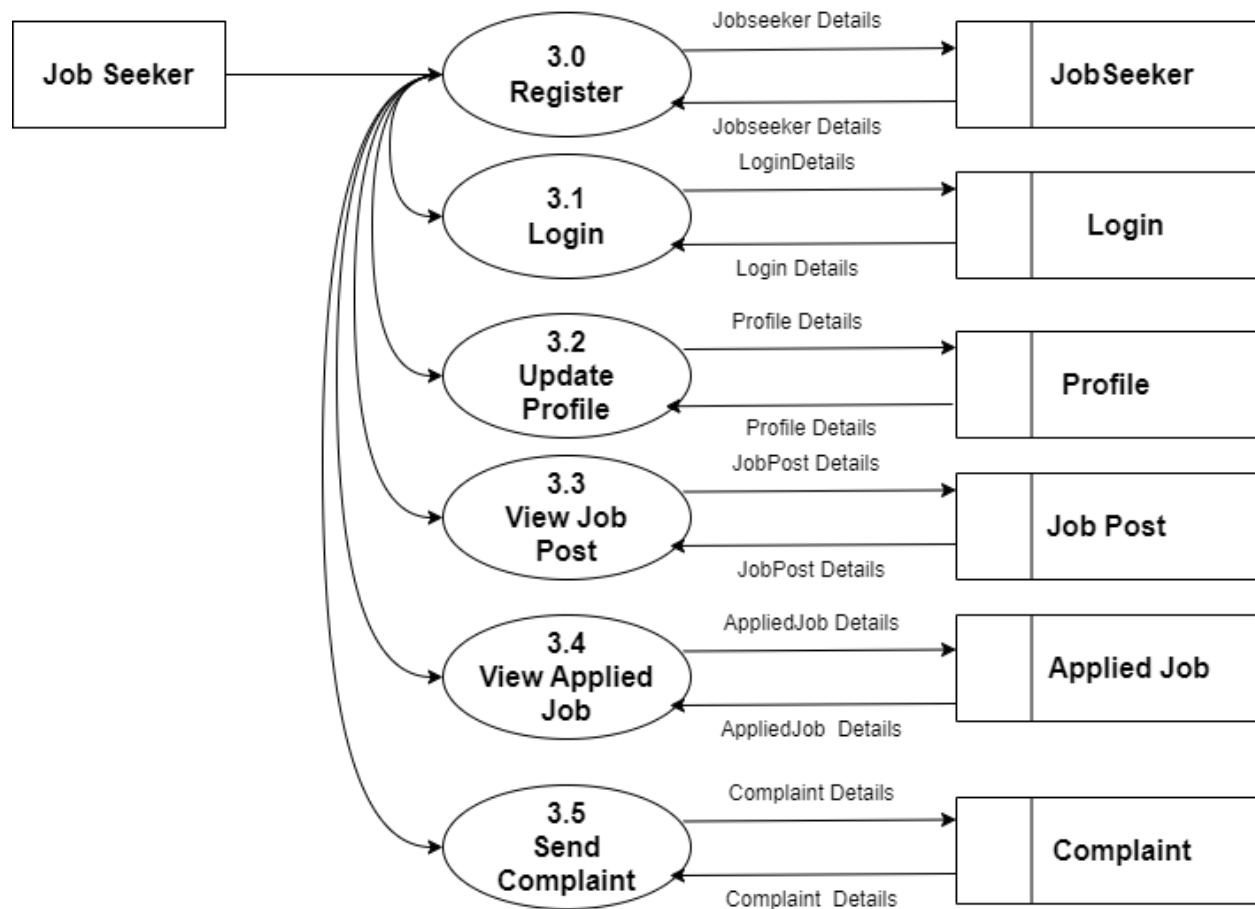 Job Seeker
3.0
Register
Jobseeker Details
Jobseeker Details
JobSeeker
3.1
Login
LoginDetails
Login Details
Login
3.2
Update
Profile
Profile Details
Profile Details
Profile
3.3
View Job
Post
JobPost Details
JobPost Details
Job Post
3.4
View Applied
Job
AppliedJob Details
AppliedJob  Details
Applied Job
3.5
Send
Complaint
Complaint Details
Complaint  Details
Complaint